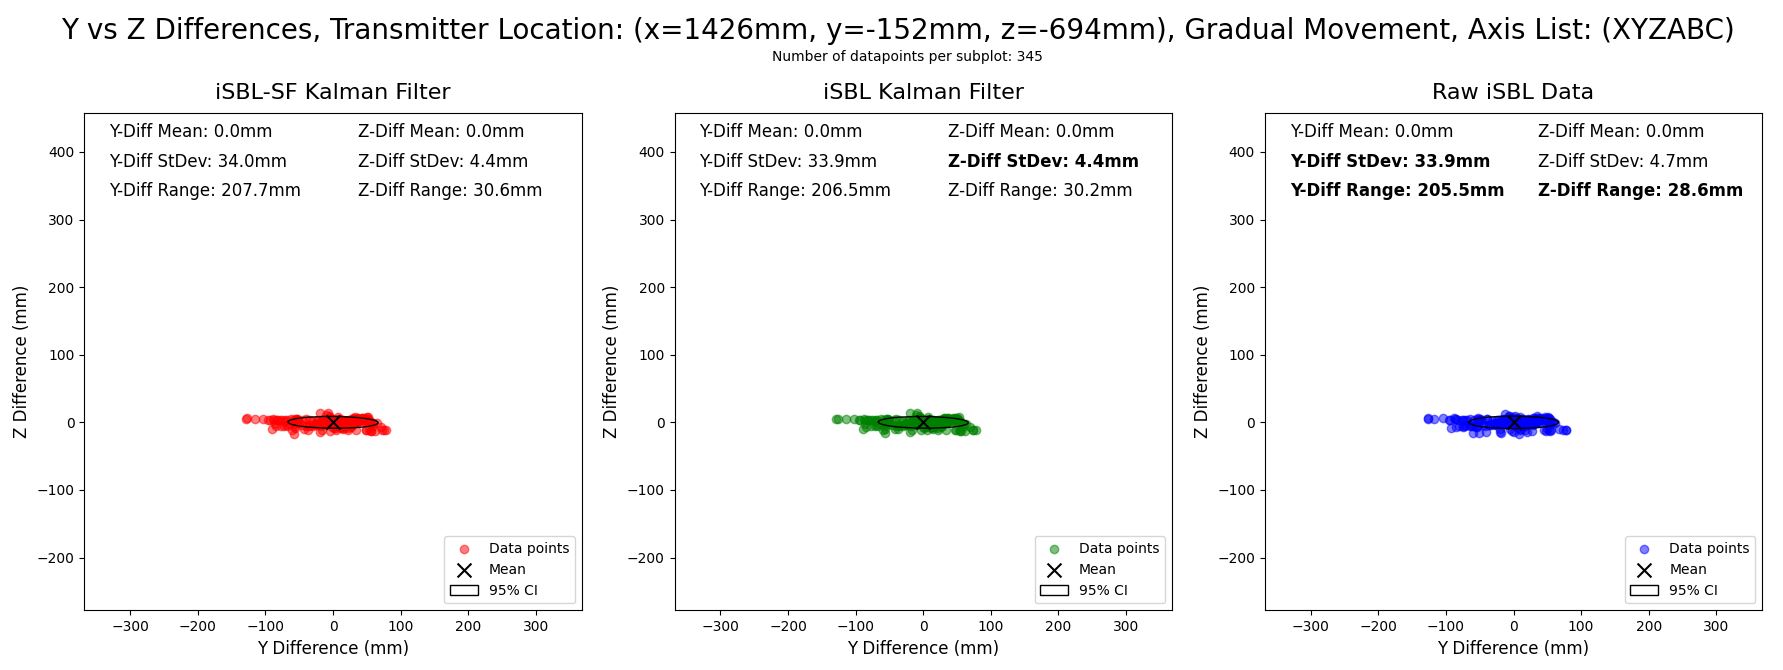 Y vs Z Differences, Transmitter Location: (x=1426mm, y=-152mm, z=-694mm), Gradual Movement, Axis List: (XYZABC)
Number of datapoints per subplot: 345
iSBL-SF Kalman Filter
Y-Diff Mean: 0.0mm Z-Diff Mean: 0.0mm
Y-Diff StDev: 34.0mm Z-Diff StDev: 4.4mm
Y-Diff Range: 207.7mm Z-Diff Range: 30.6mm
400
300
200
100
0
−100
−200
Z Difference (mm)
Data points
Mean
95% CI
−300 −200 −100 0 100 200 300
Y Difference (mm)
iSBL Kalman Filter
Y-Diff Mean: 0.0mm Z-Diff Mean: 0.0mm
Y-Diff StDev: 33.9mm Z-Diff StDev: 4.4mm
Y-Diff Range: 206.5mm Z-Diff Range: 30.2mm
400
300
200
100
0
−100
−200
Z Difference (mm)
Data points
Mean
95% CI
−300 −200 −100 0 100 200 300
Y Difference (mm)
Raw iSBL Data
Y-Diff Mean: 0.0mm Z-Diff Mean: 0.0mm
Y-Diff StDev: 33.9mm Z-Diff StDev: 4.7mm
Y-Diff Range: 205.5mm Z-Diff Range: 28.6mm
400
300
200
100
0
−100
−200
Z Difference (mm)
Data points
Mean
95% CI
−300 −200 −100 0 100 200 300
Y Difference (mm)